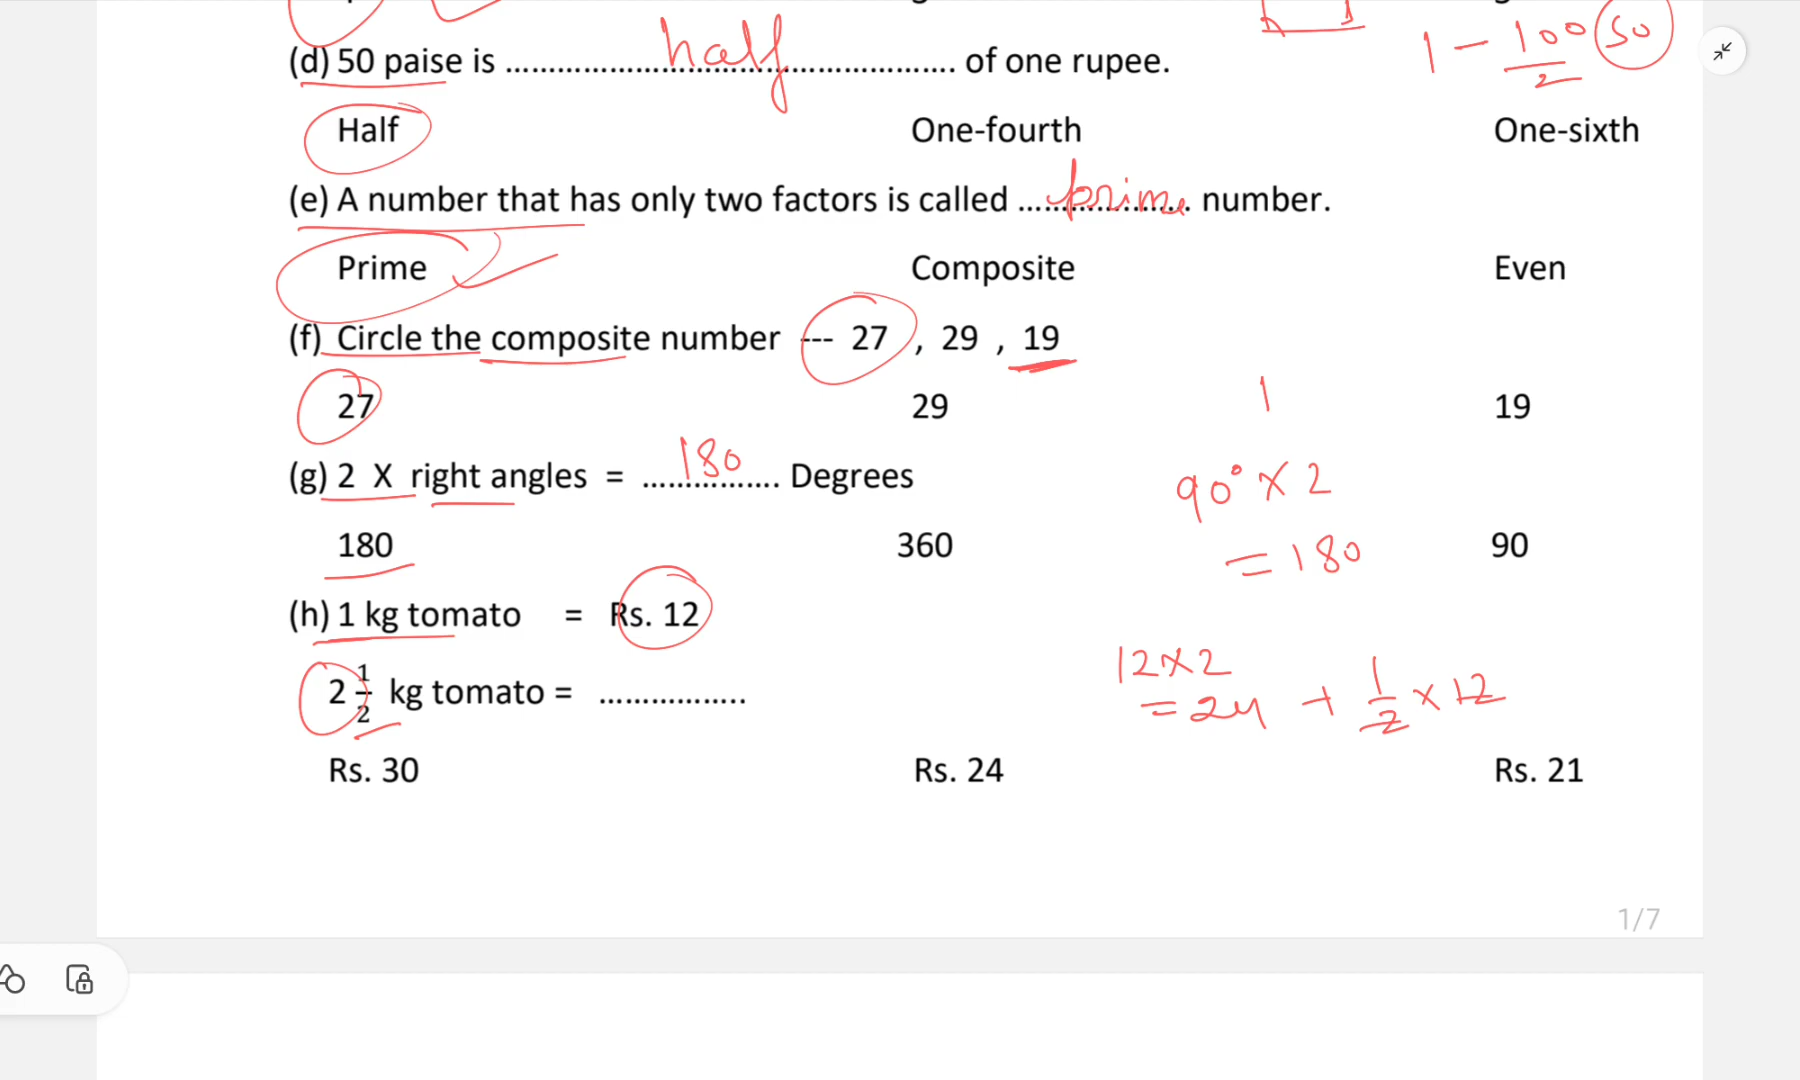 (d) 50 paise is ...................................................... of one rupee.
half
1 - 100/2 50
Half One-fourth One-sixth
(e) A number that has only two factors is called .................... number.
prime
Prime Composite Even
(f) Circle the composite number --- 27 , 29 , 19
27 29 19
1
(g) 2 X right angles = ................ Degrees
180
90° × 2
= 180
180 360 90
(h) 1 kg tomato = Rs. 12
12×2
= 24 + 1/2 × 12
2 1/2 kg tomato = .................
Rs. 30 Rs. 24 Rs. 21
1/7